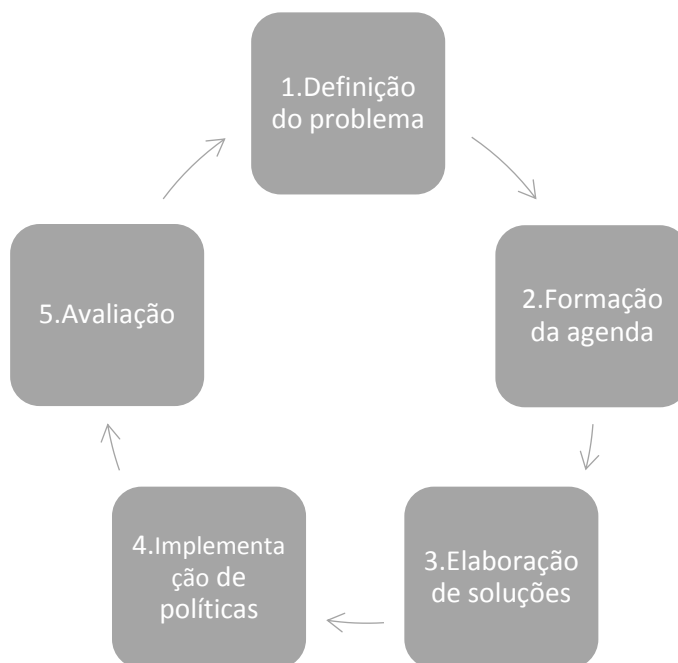 1.Definição
do problema
2.Formação
da agenda
3.Elaboração
de soluções
4.Implementa
ção de
políticas
5.Avaliação